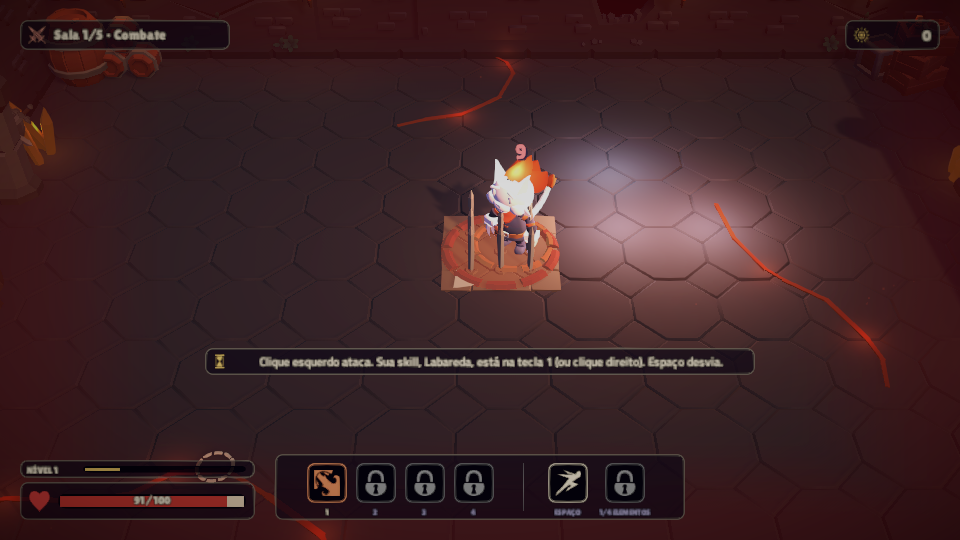 Sala 1/5 - Combate
0
9
Clique esquerdo ataca. Sua skill, Labareda, está na tecla 1 (ou clique direito). Espaço desvia.
NÍVEL 1
91/100
1
2
3
4
ESPAÇO
1/4 ELEMENTOS